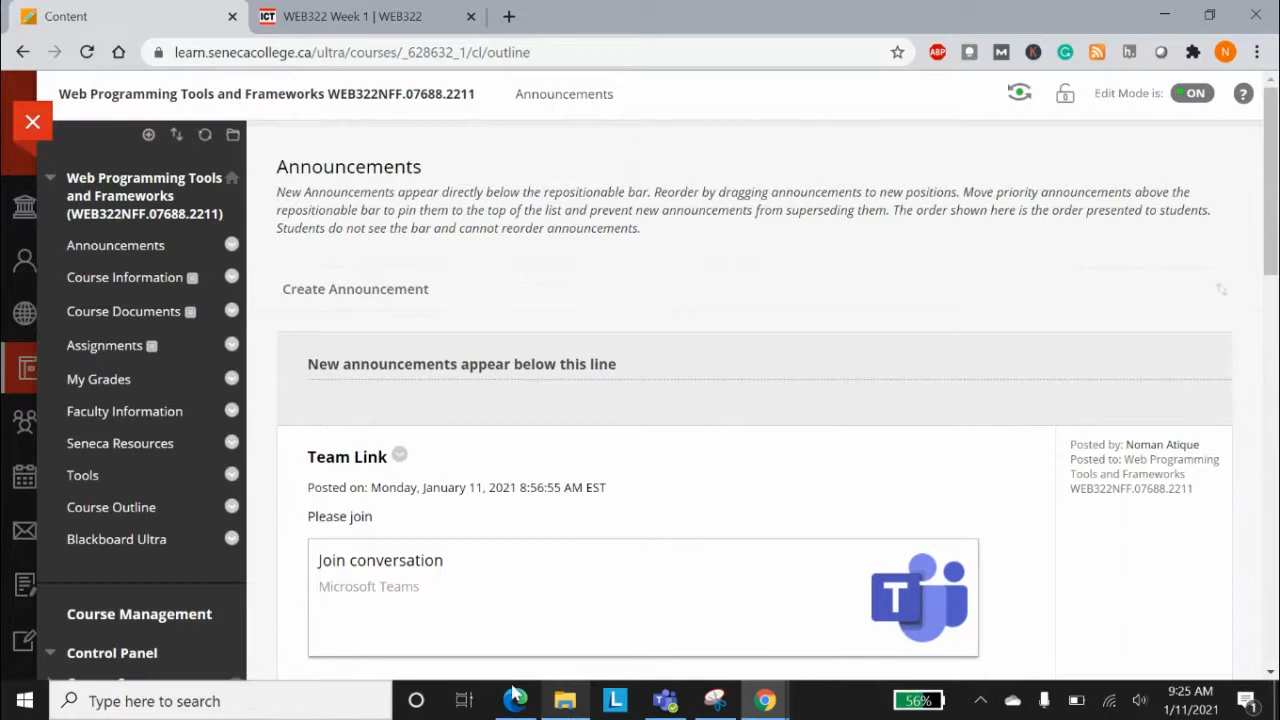 Content
ICT WEB322 Week 1 | WEB322
learn.senecacollege.ca/ultra/courses/_628632_1/cl/outline
ABP
M
K
G
N
Web Programming Tools and Frameworks WEB322NFF.07688.2211
Announcements
Edit Mode is: ON
?
Web Programming Tools
and Frameworks
(WEB322NFF.07688.2211)
Announcements
Course Information
Course Documents
Assignments
My Grades
Faculty Information
Seneca Resources
Tools
Course Outline
Blackboard Ultra
Course Management
Control Panel
Announcements
New Announcements appear directly below the repositionable bar. Reorder by dragging announcements to new positions. Move priority announcements above the
repositionable bar to pin them to the top of the list and prevent new announcements from superseding them. The order shown here is the order presented to students.
Students do not see the bar and cannot reorder announcements.
Create Announcement
New announcements appear below this line
Team Link
Posted on: Monday, January 11, 2021 8:56:55 AM EST
Please join
Join conversation
Microsoft Teams
T
Posted by: Noman Atique
Posted to: Web Programming
Tools and Frameworks
WEB322NFF.07688.2211
Type here to search
L
56%
9:25 AM
1/11/2021
1